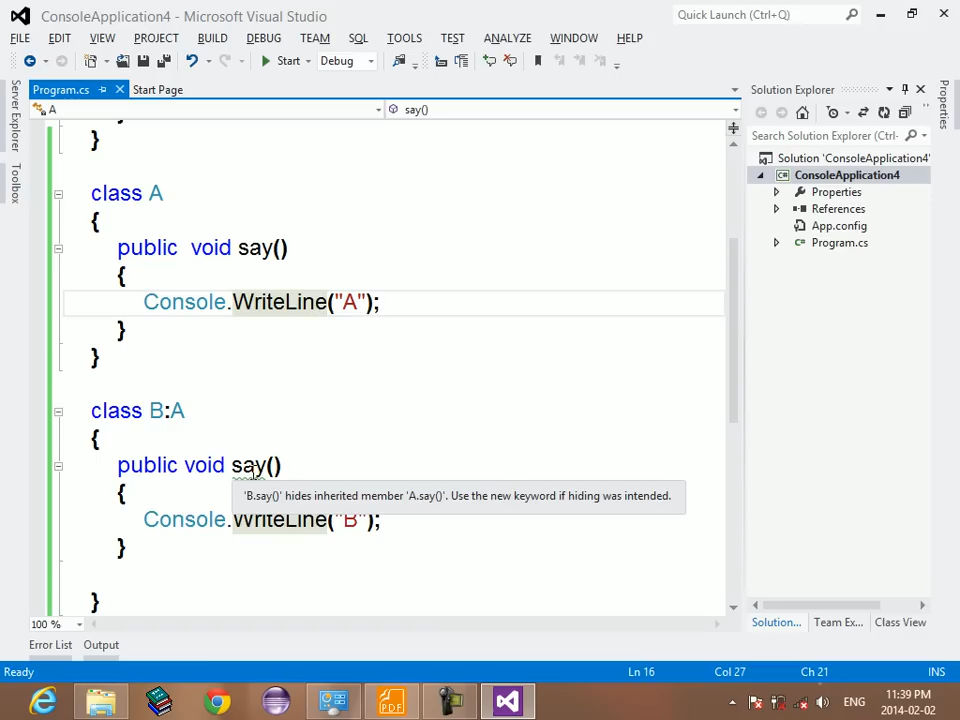 ConsoleApplication4 - Microsoft Visual Studio
Quick Launch (Ctrl+Q)
FILE EDIT VIEW PROJECT BUILD DEBUG TEAM SQL TOOLS TEST ANALYZE WINDOW HELP
Start Debug
Server Explorer
Toolbox
Program.cs
Start Page
A
say()
}
class A
{
public void say()
{
Console.WriteLine("A");
}
}
class B:A
{
public void say()
{
'B.say()' hides inherited member 'A.say()'. Use the new keyword if hiding was intended.
Console.WriteLine("B");
}
}
100 %
Solution Explorer
Search Solution Explorer (Ctrl-
Solution 'ConsoleApplication4'
ConsoleApplication4
Properties
References
App.config
C# Program.cs
Solution... Team Ex... Class View
Properties
Error List Output
Ready Ln 16 Col 27 Ch 21 INS
PDF
ENG
11:39 PM
2014-02-02